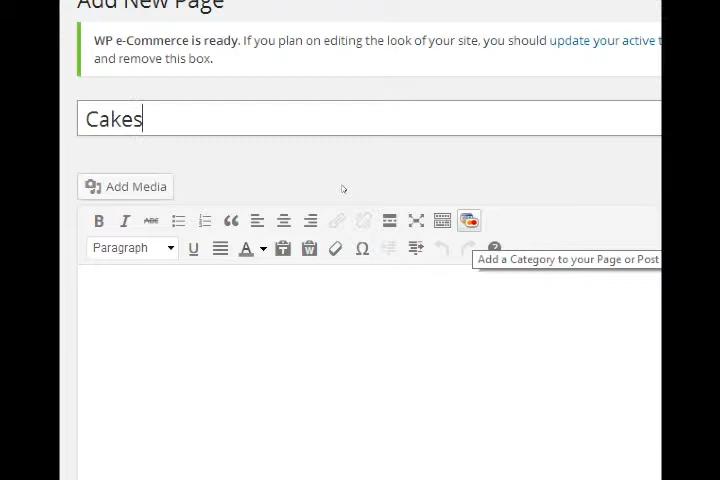 Add New Page
WP e-Commerce is ready. If you plan on editing the look of your site, you should update your active t
and remove this box.
Cakes
Add Media
B I ABC
Paragraph U A T W Ω ?
Add a Category to your Page or Post